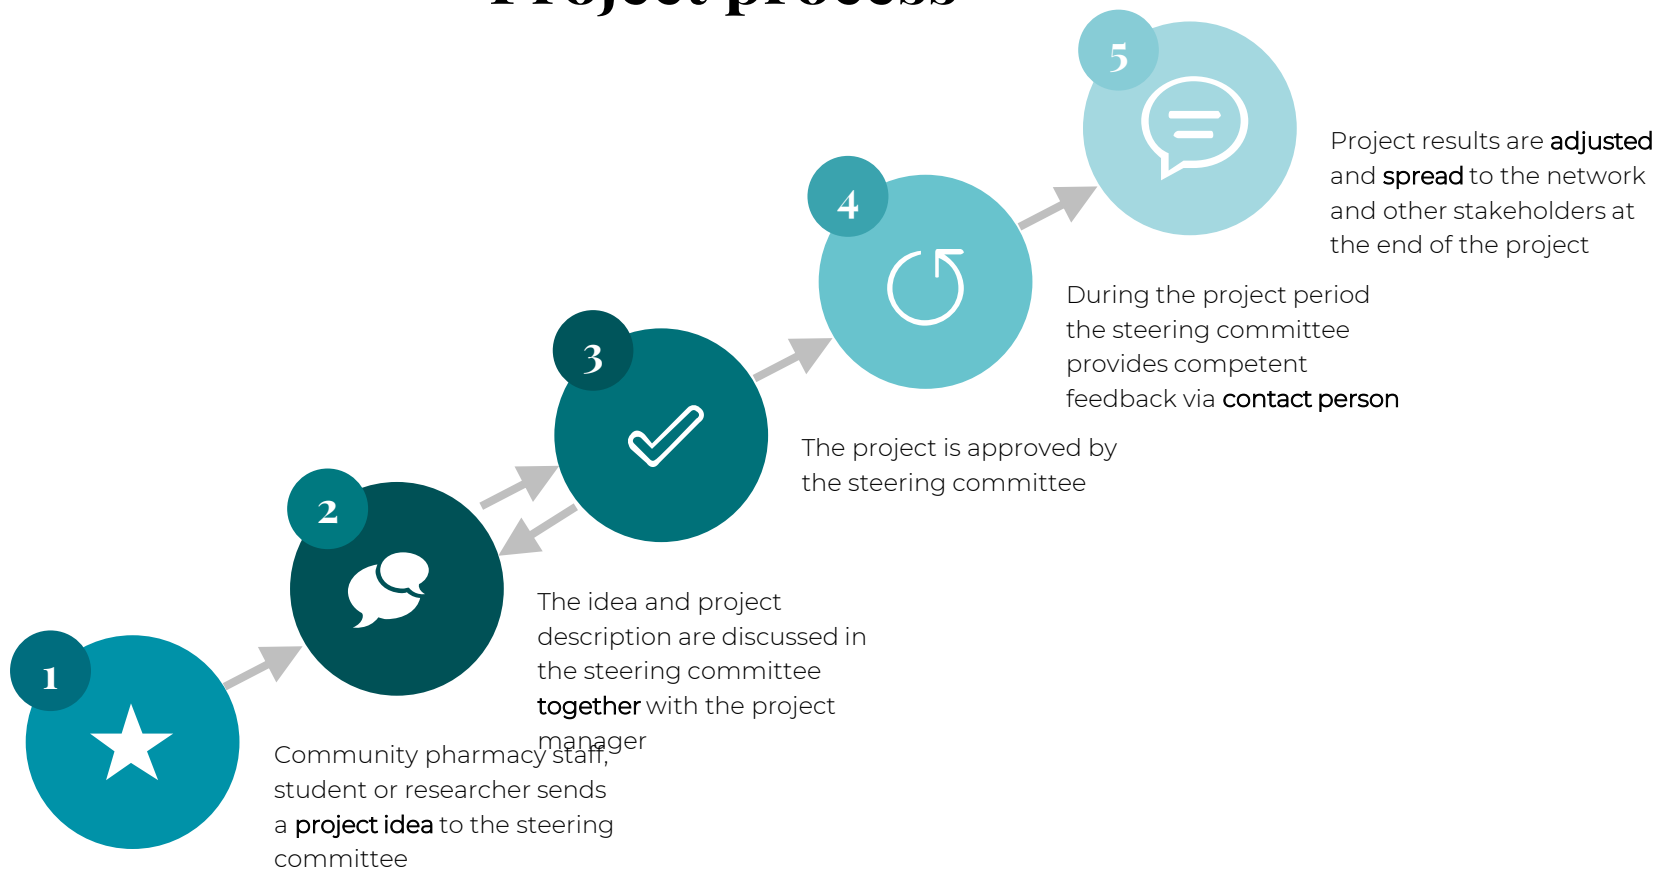 Project process
1
Community pharmacy staff,
student or researcher sends
a project idea to the steering
committee
2
The idea and project
description are discussed in
the steering committee
together with the project
manager
3
The project is approved by
the steering committee
4
During the project period
the steering committee
provides competent
feedback via contact person
5
Project results are adjusted
and spread to the network
and other stakeholders at
the end of the project